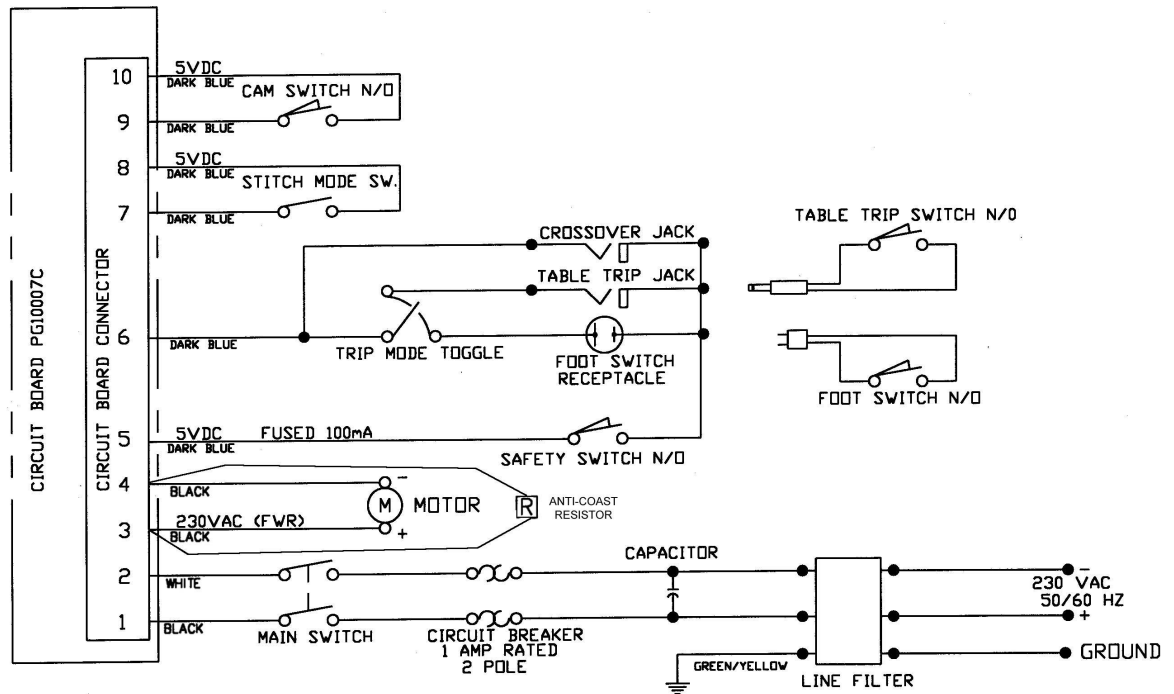 CIRCUIT BOARD PG10007C
CIRCUIT BOARD CONNECTOR
10
5VDC
DARK BLUE
CAM SWITCH N/O
9
DARK BLUE
8
5VDC
DARK BLUE
STITCH MODE SW.
7
DARK BLUE
CROSSOVER JACK
TABLE TRIP JACK
TABLE TRIP SWITCH N/O
6
DARK BLUE
TRIP MODE TOGGLE
FOOT SWITCH
RECEPTACLE
FOOT SWITCH N/O
5
5VDC
FUSED 100mA
DARK BLUE
SAFETY SWITCH N/O
4
BLACK
-
M
MOTOR
R
ANTI-COAST
RESISTOR
3
230VAC (FWR)
BLACK
+
CAPACITOR
2
WHITE
-
230 VAC
50/60 HZ
+
1
BLACK
MAIN SWITCH
CIRCUIT BREAKER
1 AMP RATED
2 POLE
GREEN/YELLOW
GROUND
LINE FILTER